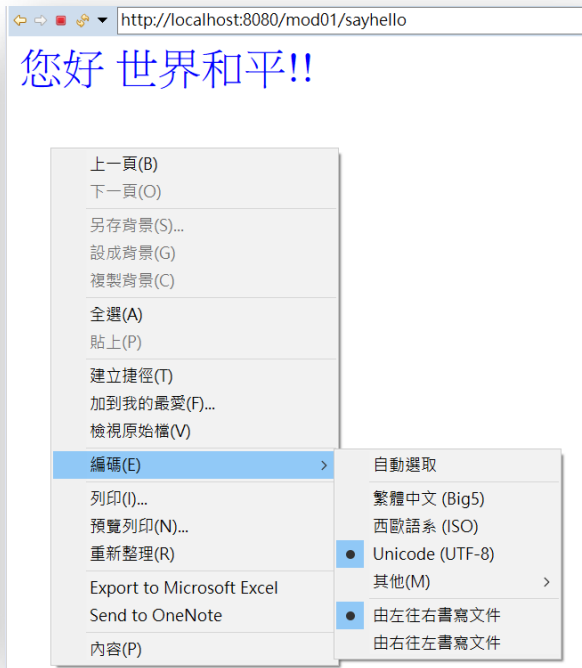 http://localhost:8080/mod01/sayhello
您好 世界和平!!
上一頁(B)
下一頁(O)
另存背景(S)...
設成背景(G)
複製背景(C)
全選(A)
貼上(P)
建立捷徑(T)
加到我的最愛(F)...
檢視原始檔(V)
編碼(E)
列印(I)...
預覽列印(N)...
重新整理(R)
Export to Microsoft Excel
Send to OneNote
內容(P)
自動選取
繁體中文 (Big5)
西歐語系 (ISO)
Unicode (UTF-8)
其他(M)
由左往右書寫文件
由右往左書寫文件